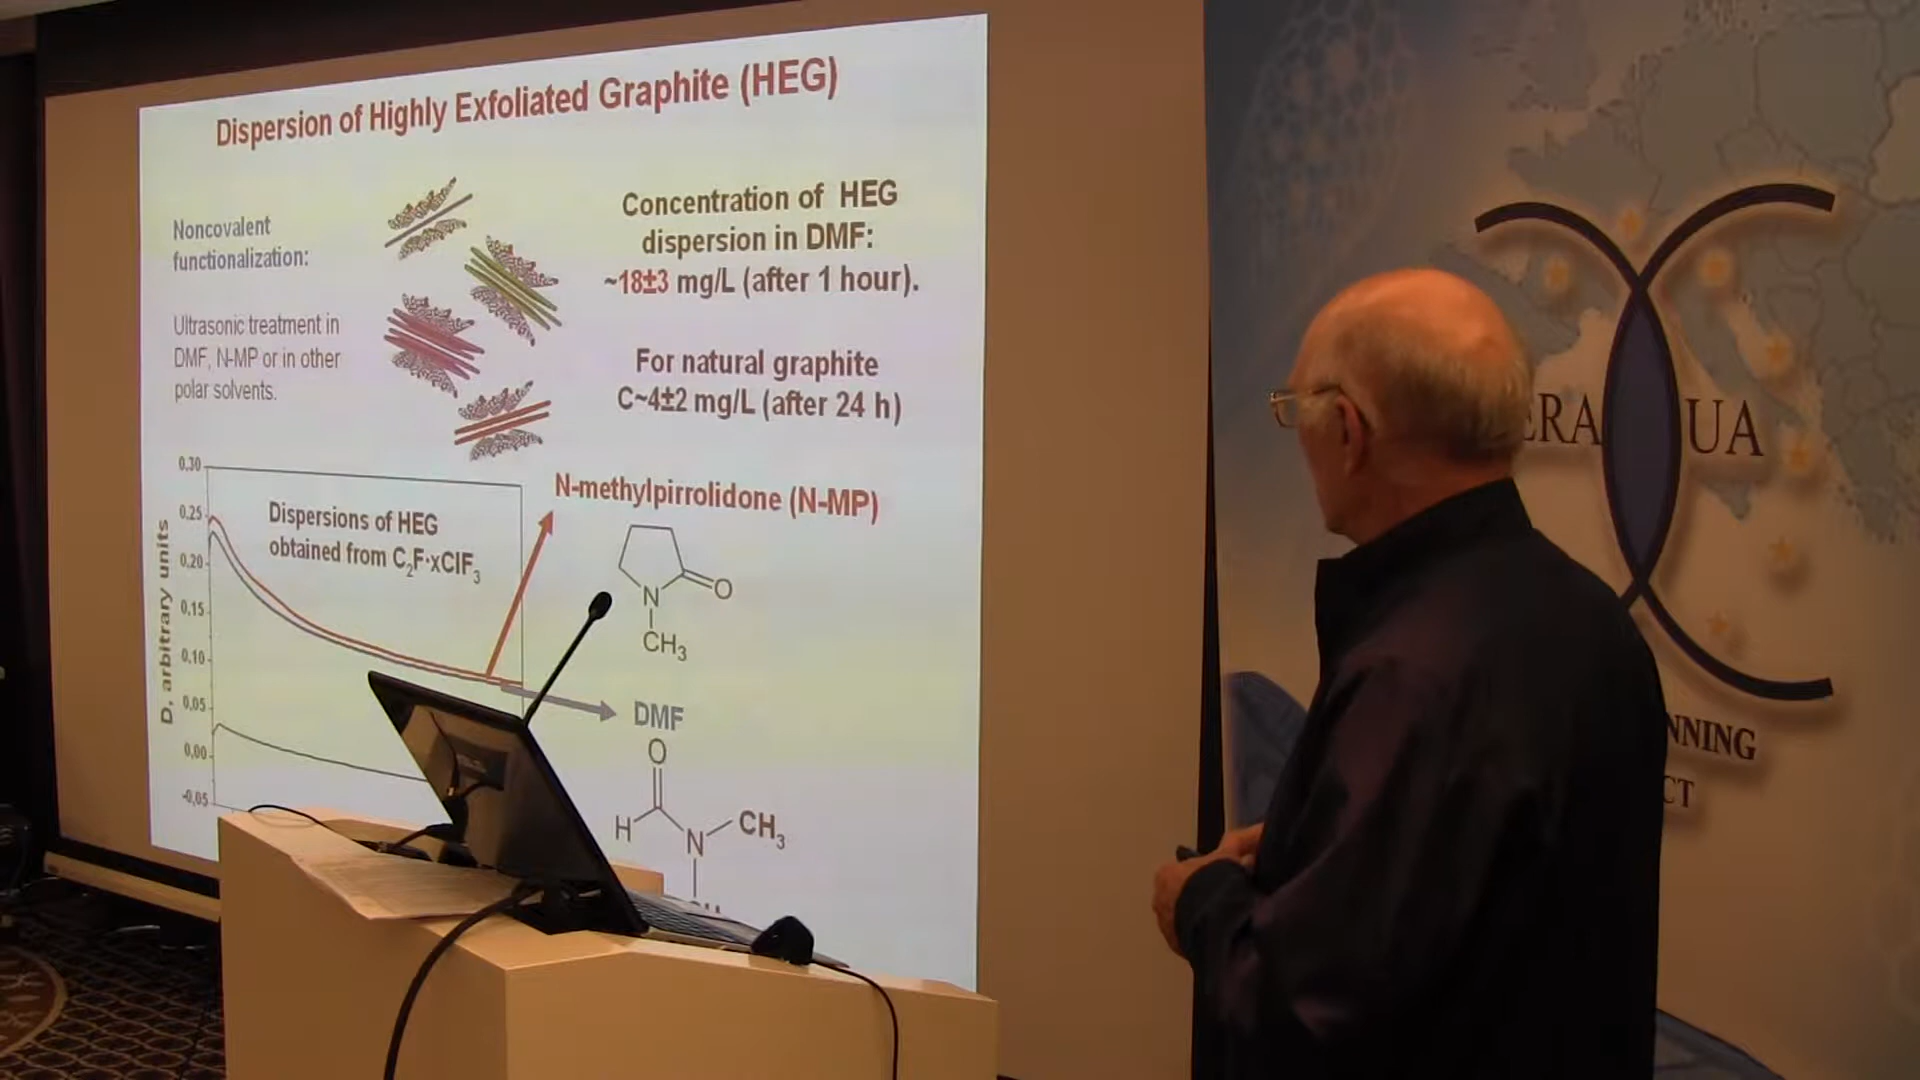 Dispersion of Highly Exfoliated Graphite (HEG)
Noncovalent
functionalization:
Ultrasonic treatment in
DMF, N-MP or in other
polar solvents.
Concentration of HEG
dispersion in DMF:
~18±3 mg/L (after 1 hour).
For natural graphite
C~4±2 mg/L (after 24 h)
0,30
0,25
0,20
0,15
0,10
0,05
0,00
-0,05
D, arbitrary units
Dispersions of HEG
obtained from C₂F·xClF₃
N-methylpirrolidone (N-MP)
O
N
CH₃
DMF
O
H
N
CH₃
ERA UA
NNING
CT